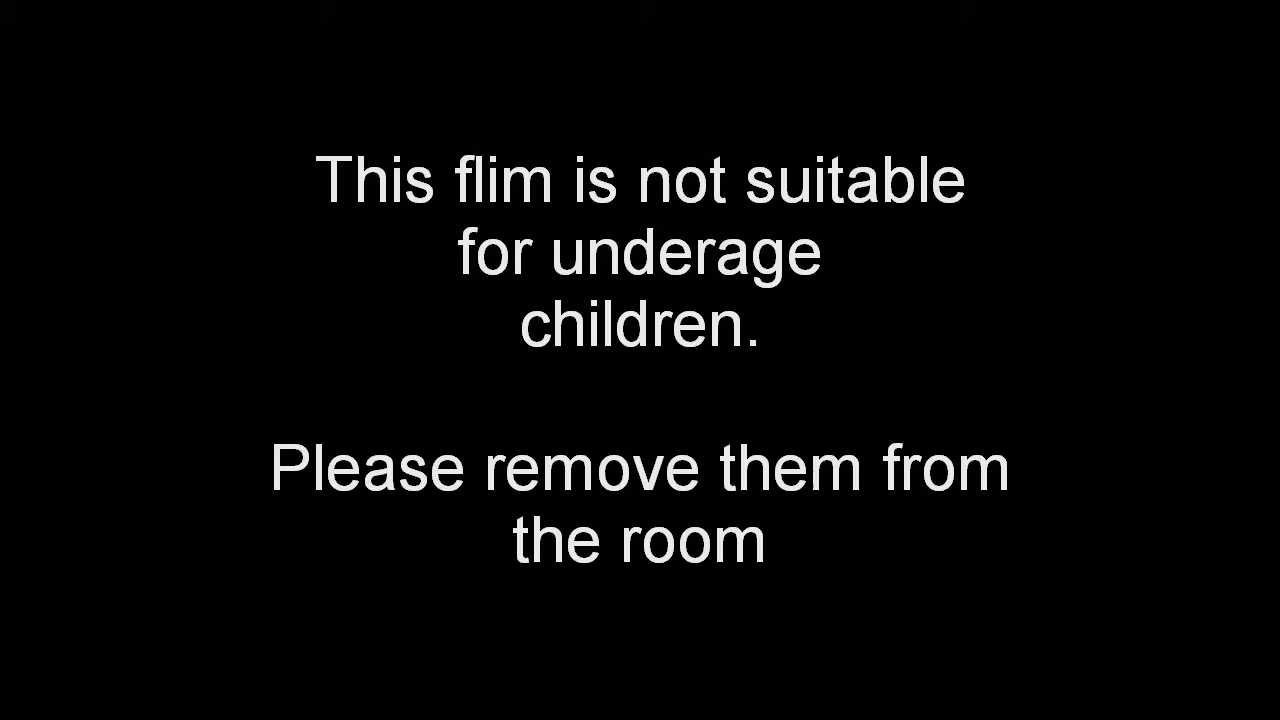 This flim is not suitable
for underage
children.
Please remove them from
the room